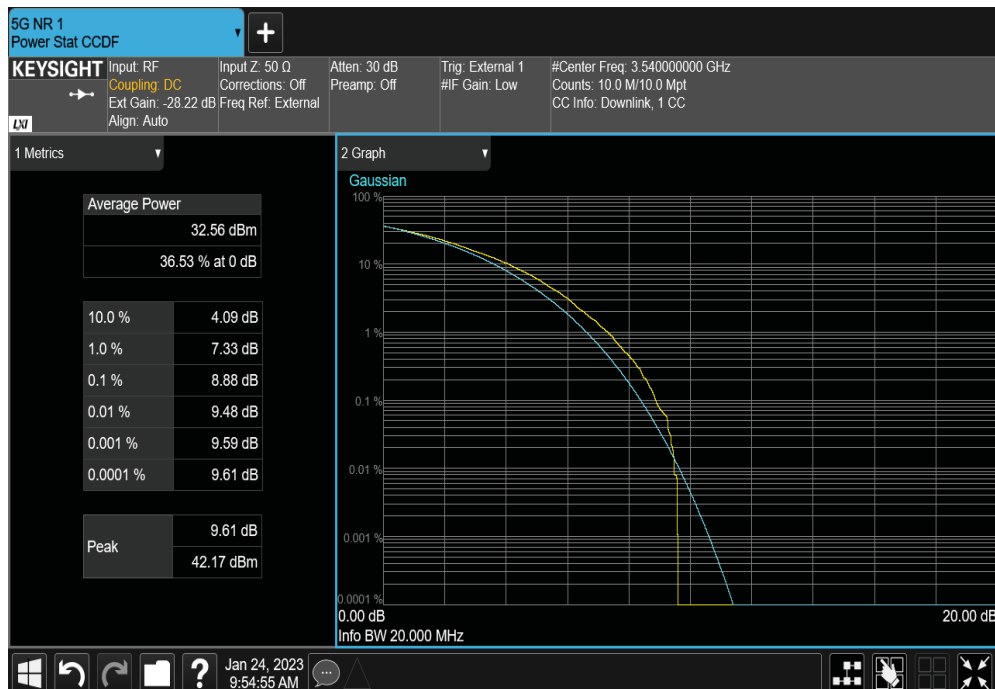 5G NR 1
Power Stat CCDF
+
KEYSIGHT
LXI
Input: RF
Coupling: DC
Ext Gain: -28.22 dB
Align: Auto
Input Z: 50 Ω
Corrections: Off
Freq Ref: External
Atten: 30 dB
Preamp: Off
Trig: External 1
#IF Gain: Low
#Center Freq: 3.540000000 GHz
Counts: 10.0 M/10.0 Mpt
CC Info: Downlink, 1 CC
1 Metrics
Average Power
32.56 dBm
36.53 % at 0 dB
10.0 % 4.09 dB
1.0 % 7.33 dB
0.1 % 8.88 dB
0.01 % 9.48 dB
0.001 % 9.59 dB
0.0001 % 9.61 dB
Peak
9.61 dB
42.17 dBm
2 Graph
Gaussian
100 %
10 %
1 %
0.1 %
0.01 %
0.001 %
0.0001 %
0.00 dB 20.00 dB
Info BW 20.000 MHz
?
Jan 24, 2023
9:54:55 AM